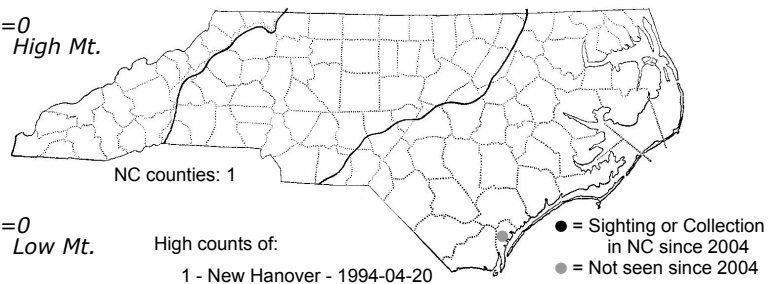 =0
High Mt.
NC counties: 1
=0
Low Mt.
High counts of:
1 - New Hanover - 1994-04-20
● = Sighting or Collection
in NC since 2004
● = Not seen since 2004